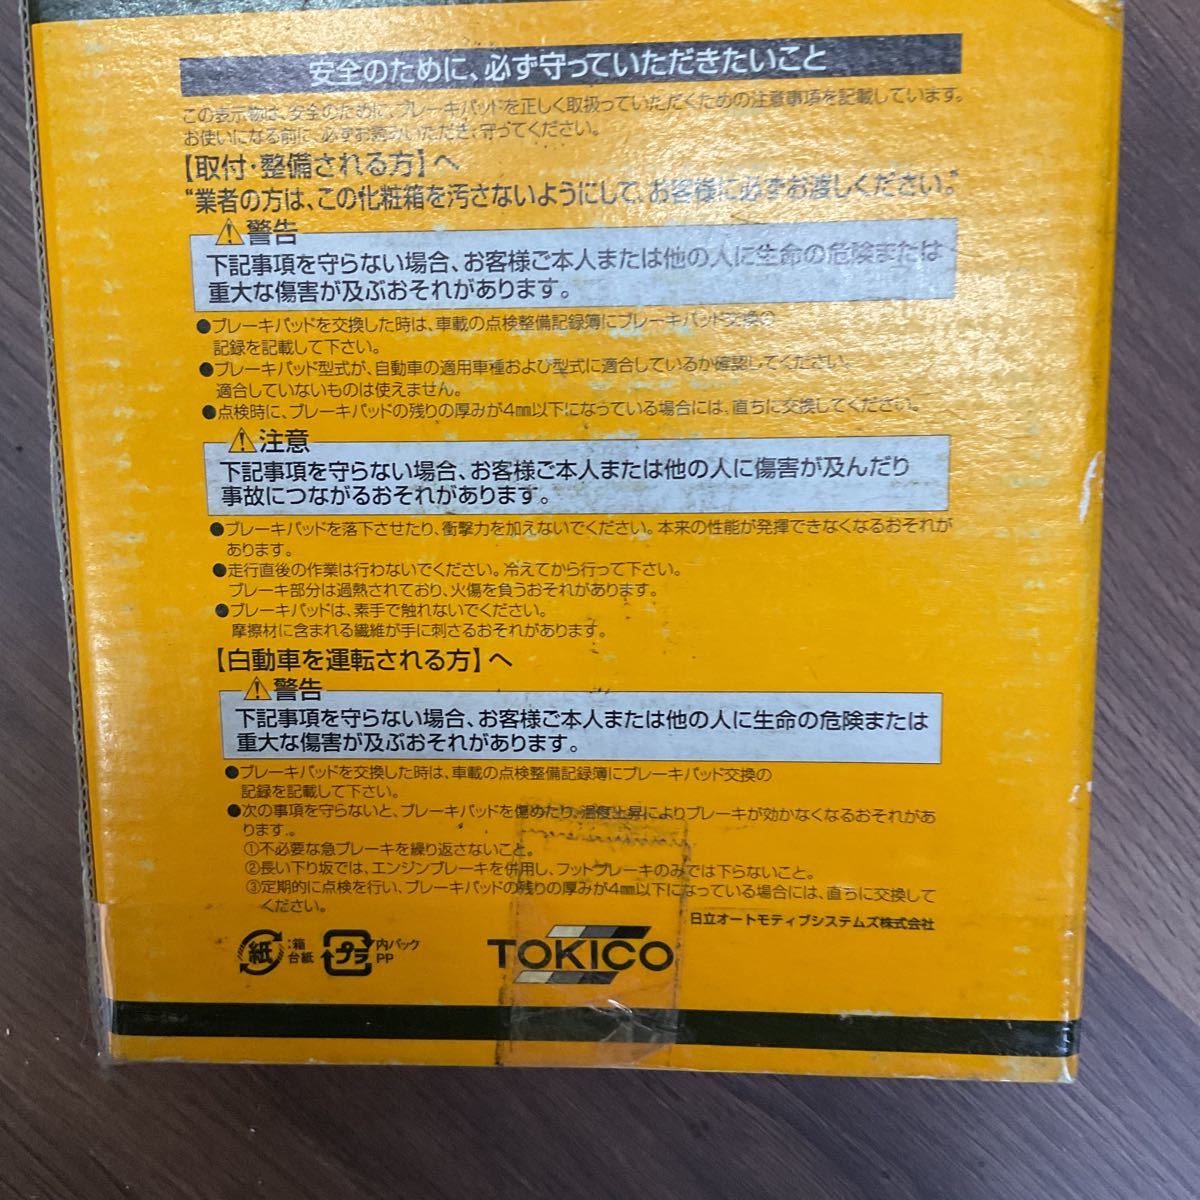 安全のために、必ず守っていただきたいこと
この表示物は、安全のために、ブレーキパッドを正しく取扱っていただくための注意事項を記載しています。
お使いになる前に、必ずお読みいただき、守ってください。
【取付・整備される方】へ
"業者の方は、この化粧箱を汚さないようにして、お客様に必ずお渡しください。"
⚠警告
下記事項を守らない場合、お客様ご本人または他の人に生命の危険または
重大な傷害が及ぶおそれがあります。
●ブレーキパッドを交換した時は、車載の点検整備記録簿にブレーキパッド交換の
記録を記載して下さい。
●ブレーキパッド型式が、自動車の適用車種および型式に適合しているか確認してください。
適合していないものは使えません。
●点検時に、ブレーキパッドの残りの厚みが4㎜以下になっている場合には、直ちに交換してください。
⚠注意
下記事項を守らない場合、お客様ご本人または他の人に傷害が及んだり
事故につながるおそれがあります。
●ブレーキパッドを落下させたり、衝撃力を加えないでください。本来の性能が発揮できなくなるおそれが
あります。
●走行直後の作業は行わないでください。冷えてから行って下さい。
ブレーキ部分は過熱されており、火傷を負うおそれがあります。
●ブレーキパッドは、素手で触れないでください。
摩擦材に含まれる繊維が手に刺さるおそれがあります。
【自動車を運転される方】へ
⚠警告
下記事項を守らない場合、お客様ご本人または他の人に生命の危険または
重大な傷害が及ぶおそれがあります。
●ブレーキパッドを交換した時は、車載の点検整備記録簿にブレーキパッド交換の
記録を記載して下さい。
●次の事項を守らないと、ブレーキパッドを傷めたり、温度上昇によりブレーキが効かなくなるおそれがあ
ります。
①不必要な急ブレーキを繰り返さないこと。
②長い下り坂では、エンジンブレーキを併用し、フットブレーキのみでは下らないこと。
③定期的に点検を行い、ブレーキパッドの残りの厚みが4㎜以下になっている場合には、直ちに交換して
ください。
日立オートモティブシステムズ株式会社
紙 :箱
台紙
プラ 内パック
PP
TOKICO